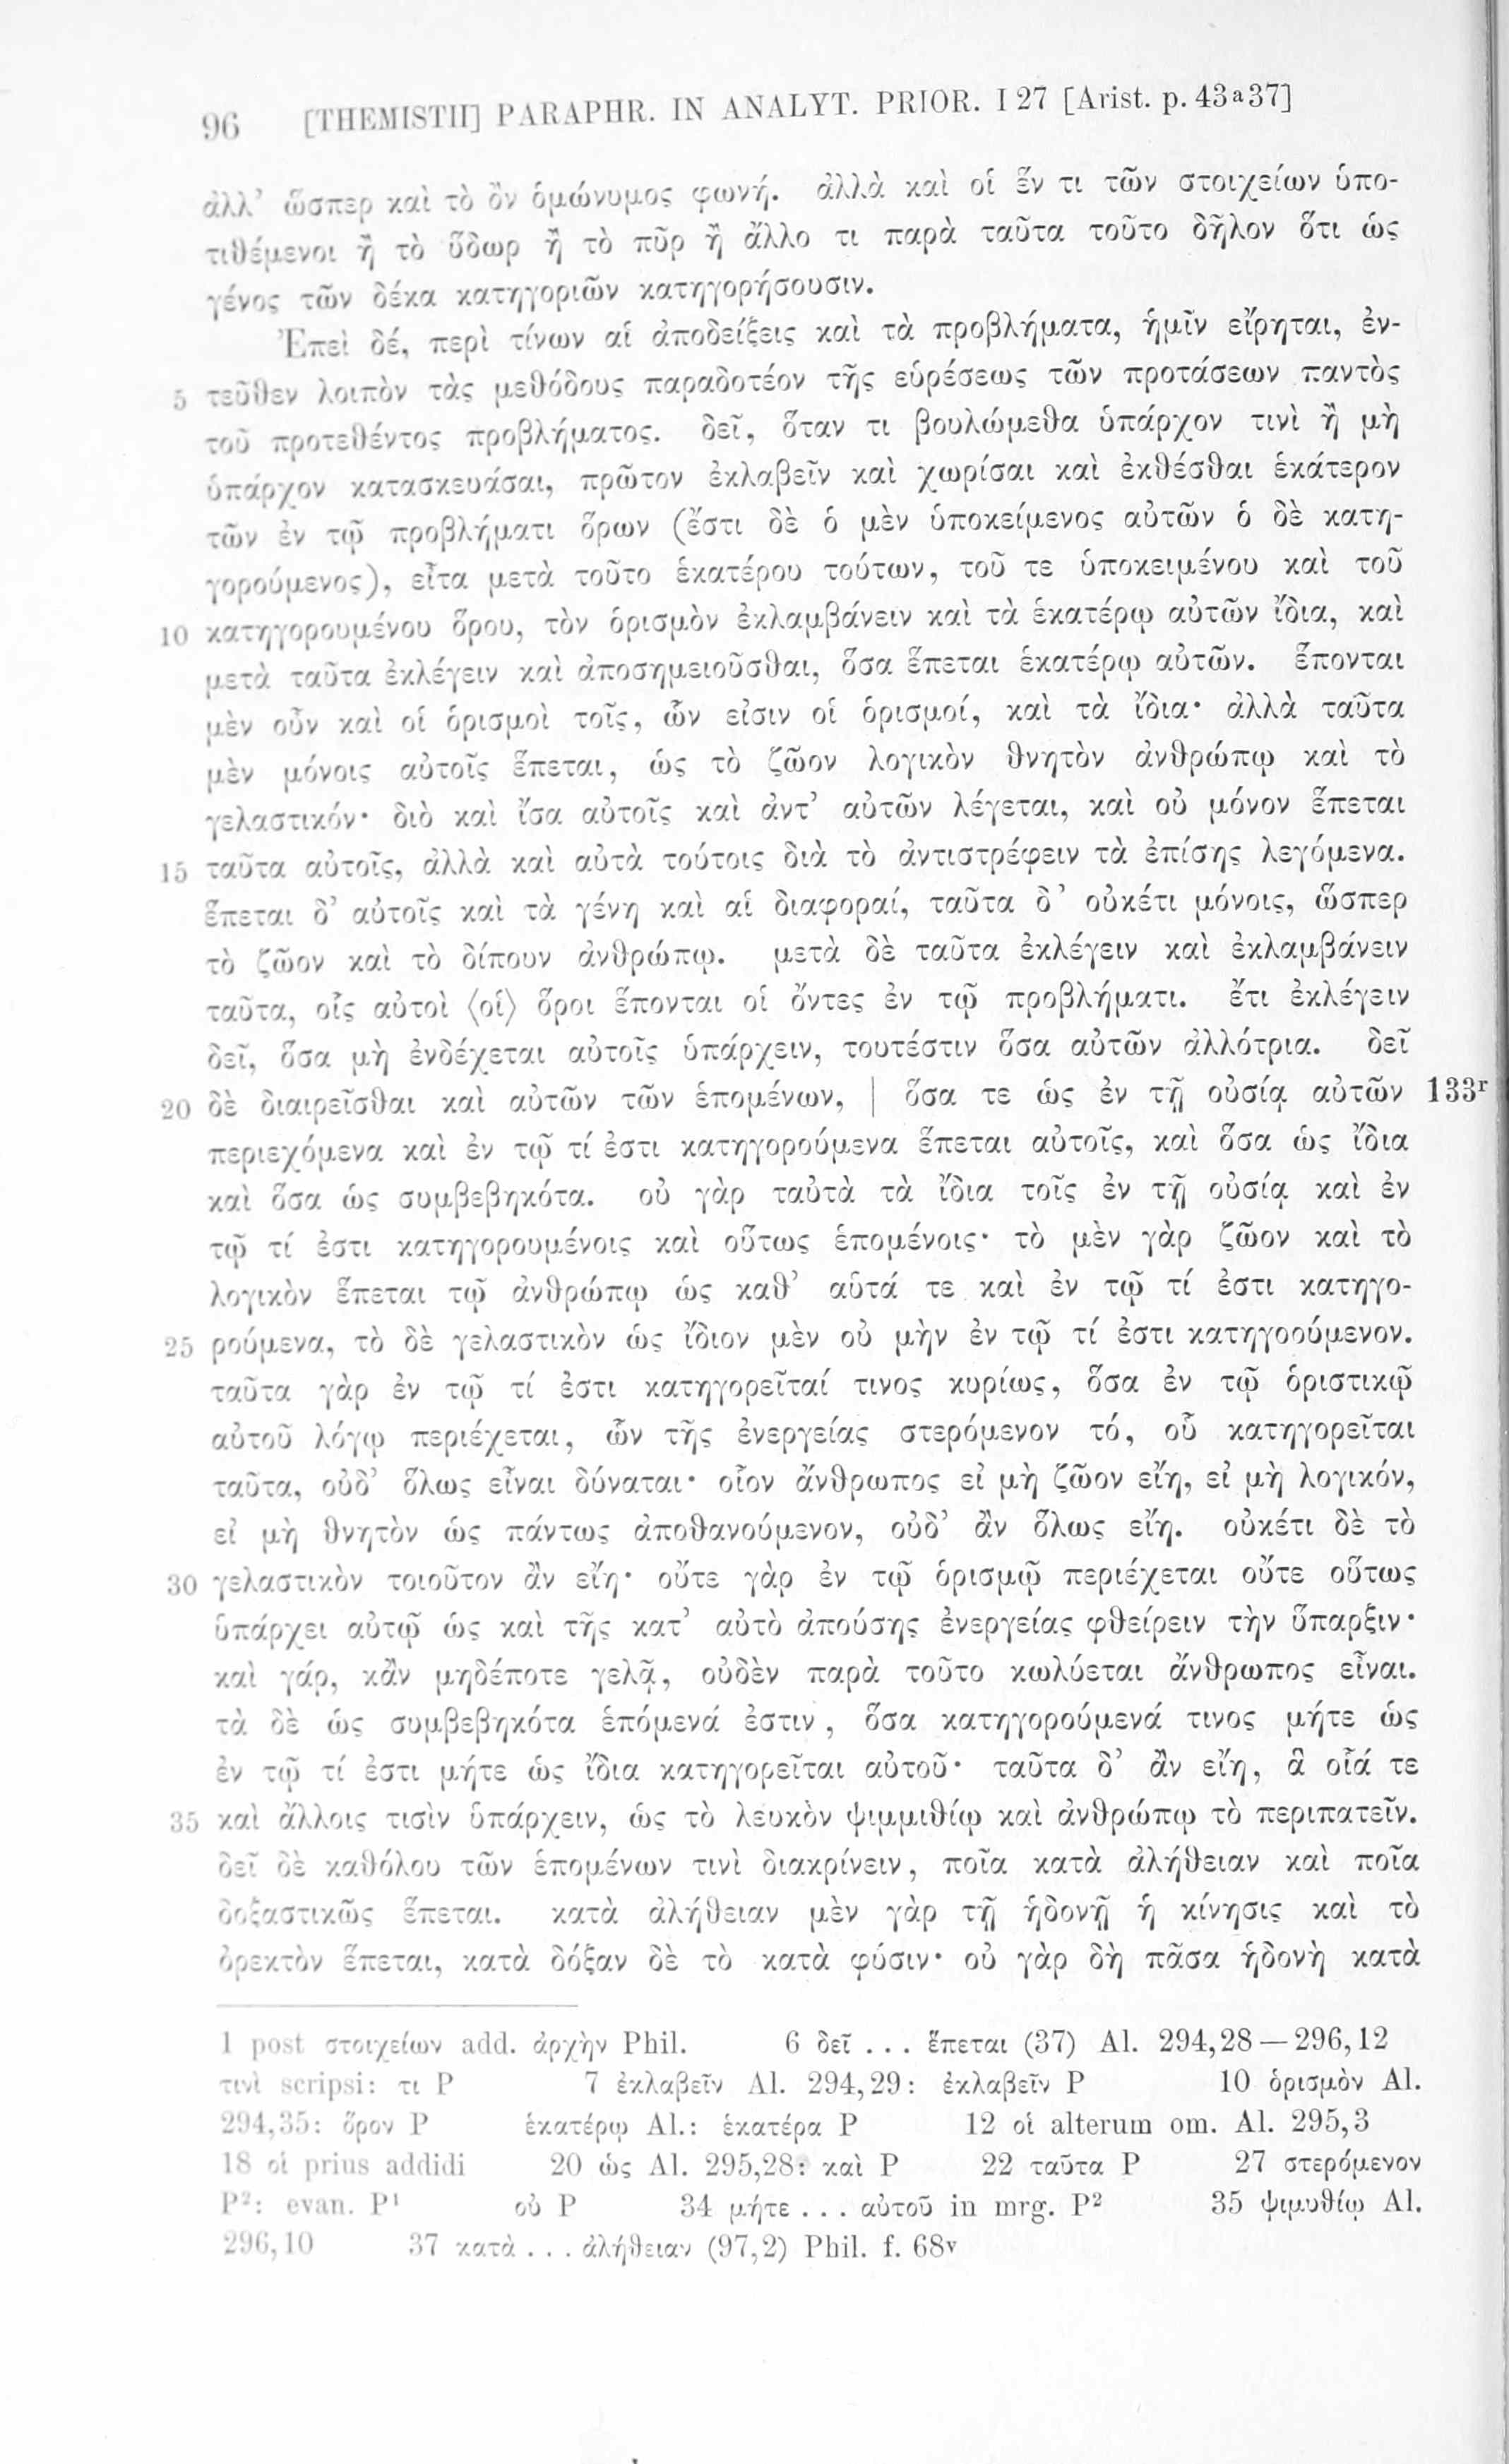 96 [THEMISTII] PARAPHR. IN ANALYT. PRIOR. I 27 [Arist. p. 43ᵃ37]
ἀλλ’ ὥσπερ καὶ τὸ ὂν ὁμώνυμος φωνή. ἀλλὰ καὶ οἱ ἕν τι τῶν στοιχείων ὑπο-
τιθέμενοι ἢ τὸ ὕδωρ ἢ τὸ πῦρ ἢ ἄλλο τι παρὰ ταῦτα τοῦτο δῆλον ὅτι ὡς
γένος τῶν δέκα κατηγοριῶν κατηγορήσουσιν.
Ἐπεὶ δέ, περὶ τίνων αἱ ἀποδείξεις καὶ τὰ προβλήματα, ἡμῖν εἴρηται, ἐν-
5 τεῦθεν λοιπὸν τὰς μεθόδους παραδοτέον τῆς εὑρέσεως τῶν προτάσεων παντὸς
τοῦ προτεθέντος προβλήματος. δεῖ, ὅταν τι βουλώμεθα ὑπάρχον τινὶ ἢ μὴ
ὑπάρχον κατασκευάσαι, πρῶτον ἐκλαβεῖν καὶ χωρίσαι καὶ ἐκθέσθαι ἑκάτερον
τῶν ἐν τῷ προβλήματι ὅρων (ἔστι δὲ ὁ μὲν ὑποκείμενος αὐτῶν ὁ δὲ κατη-
γορούμενος), εἶτα μετὰ τοῦτο ἑκατέρου τούτων, τοῦ τε ὑποκειμένου καὶ τοῦ
10 κατηγορουμένου ὅρου, τὸν ὁρισμὸν ἐκλαμβάνειν καὶ τὰ ἑκατέρῳ αὐτῶν ἴδια, καὶ
μετὰ ταῦτα ἐκλέγειν καὶ ἀποσημειοῦσθαι, ὅσα ἕπεται ἑκατέρῳ αὐτῶν. ἕπονται
μὲν οὖν καὶ οἱ ὁρισμοὶ τοῖς, ὧν εἰσιν οἱ ὁρισμοί, καὶ τὰ ἴδια· ἀλλὰ ταῦτα
μὲν μόνοις αὐτοῖς ἕπεται, ὡς τὸ ζῷον λογικὸν θνητὸν ἀνθρώπῳ καὶ τὸ
γελαστικόν· διὸ καὶ ἴσα αὐτοῖς καὶ ἀντ’ αὐτῶν λέγεται, καὶ οὐ μόνον ἕπεται
15 ταῦτα αὐτοῖς, ἀλλὰ καὶ αὐτὰ τούτοις διὰ τὸ ἀντιστρέφειν τὰ ἐπίσης λεγόμενα.
ἕπεται δ’ αὐτοῖς καὶ τὰ γένη καὶ αἱ διαφοραί, ταῦτα δ’ οὐκέτι μόνοις, ὥσπερ
τὸ ζῷον καὶ τὸ δίπουν ἀνθρώπῳ. μετὰ δὲ ταῦτα ἐκλέγειν καὶ ἐκλαμβάνειν
ταῦτα, οἷς αὐτοὶ ⟨οἱ⟩ ὅροι ἕπονται οἱ ὄντες ἐν τῷ προβλήματι. ἔτι ἐκλέγειν
δεῖ, ὅσα μὴ ἐνδέχεται αὐτοῖς ὑπάρχειν, τουτέστιν ὅσα αὐτῶν ἀλλότρια. δεῖ
20 δὲ διαιρεῖσθαι καὶ αὐτῶν τῶν ἑπομένων, | ὅσα τε ὡς ἐν τῇ οὐσίᾳ αὐτῶν 133ʳ
περιεχόμενα καὶ ἐν τῷ τί ἐστι κατηγορούμενα ἕπεται αὐτοῖς, καὶ ὅσα ὡς ἴδια
καὶ ὅσα ὡς συμβεβηκότα. οὐ γὰρ ταὐτὰ τὰ ἴδια τοῖς ἐν τῇ οὐσίᾳ καὶ ἐν
τῷ τί ἐστι κατηγορουμένοις καὶ οὕτως ἑπομένοις· τὸ μὲν γὰρ ζῷον καὶ τὸ
λογικὸν ἕπεται τῷ ἀνθρώπῳ ὡς καθ’ αὑτά τε καὶ ἐν τῷ τί ἐστι κατηγο-
25 ρούμενα, τὸ δὲ γελαστικὸν ὡς ἴδιον μὲν οὐ μὴν ἐν τῷ τί ἐστι κατηγοούμενον.
ταῦτα γὰρ ἐν τῷ τί ἐστι κατηγορεῖταί τινος κυρίως, ὅσα ἐν τῷ ὁριστικῷ
αὐτοῦ λόγῳ περιέχεται, ὧν τῆς ἐνεργείας στερόμενον τό, οὗ κατηγορεῖται
ταῦτα, οὐδ’ ὅλως εἶναι δύναται· οἷον ἄνθρωπος εἰ μὴ ζῷον εἴη, εἰ μὴ λογικόν,
εἰ μὴ θνητὸν ὡς πάντως ἀποθανούμενον, οὐδ’ ἂν ὅλως εἴη. οὐκέτι δὲ τὸ
30 γελαστικὸν τοιοῦτον ἂν εἴη· οὔτε γὰρ ἐν τῷ ὁρισμῷ περιέχεται οὔτε οὕτως
ὑπάρχει αὐτῷ ὡς καὶ τῆς κατ’ αὐτὸ ἀπούσης ἐνεργείας φθείρειν τὴν ὕπαρξιν·
καὶ γάρ, κἂν μηδέποτε γελᾷ, οὐδὲν παρὰ τοῦτο κωλύεται ἄνθρωπος εἶναι.
τὰ δὲ ὡς συμβεβηκότα ἑπόμενά ἐστιν, ὅσα κατηγορούμενά τινος μήτε ὡς
ἐν τῷ τί ἐστι μήτε ὡς ἴδια κατηγορεῖται αὐτοῦ· ταῦτα δ’ ἂν εἴη, ἃ οἷά τε
35 καὶ ἄλλοις τισὶν ὑπάρχειν, ὡς τὸ λευκὸν ψιμμιθίῳ καὶ ἀνθρώπῳ τὸ περιπατεῖν.
δεῖ δὲ καθόλου τῶν ἑπομένων τινὶ διακρίνειν, ποῖα κατὰ ἀλήθειαν καὶ ποῖα
δοξαστικῶς ἕπεται. κατὰ ἀλήθειαν μὲν γὰρ τῇ ἡδονῇ ἡ κίνησις καὶ τὸ
ὀρεκτὸν ἕπεται, κατὰ δόξαν δὲ τὸ κατὰ φύσιν· οὐ γὰρ δὴ πᾶσα ἡδονὴ κατὰ
1 post στοιχείων add. ἀρχὴν Phil. 6 δεῖ . . . ἕπεται (37) Al. 294,28 — 296,12
τινὶ scripsi: τι P 7 ἐκλαβεῖν Al. 294,29: ἐκλαβεῖν P 10 ὁρισμὸν Al.
294,35: ὅρον P ἑκατέρῳ Al.: ἑκατέρα P 12 οἱ alterum om. Al. 295,3
18 οἱ prius addidi 20 ὡς Al. 295,28: καὶ P 22 ταῦτα P 27 στερόμενον
P²: evan. P¹ οὐ P 34 μήτε . . . αὐτοῦ in mrg. P² 35 ψιμυθίῳ Al.
296,10 37 κατὰ . . . ἀλήθειαν (97,2) Phil. f. 68ᵛ